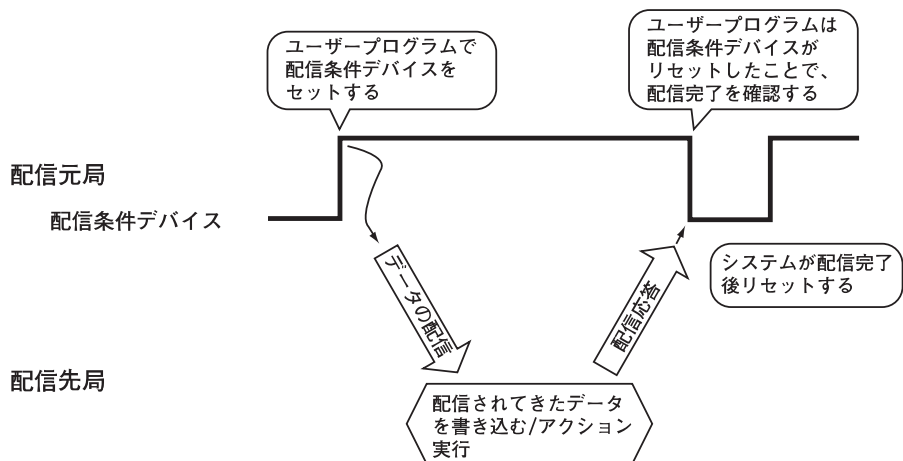 ユーザープログラムで
配信条件デバイスを
セットする
ユーザープログラムは
配信条件デバイスが
リセットしたことで、
配信完了を確認する
配信元局
配信条件デバイス
システムが配信完了
後リセットする
データの配信
配信応答
配信先局
配信されてきたデータ
を書き込む/アクション
実行